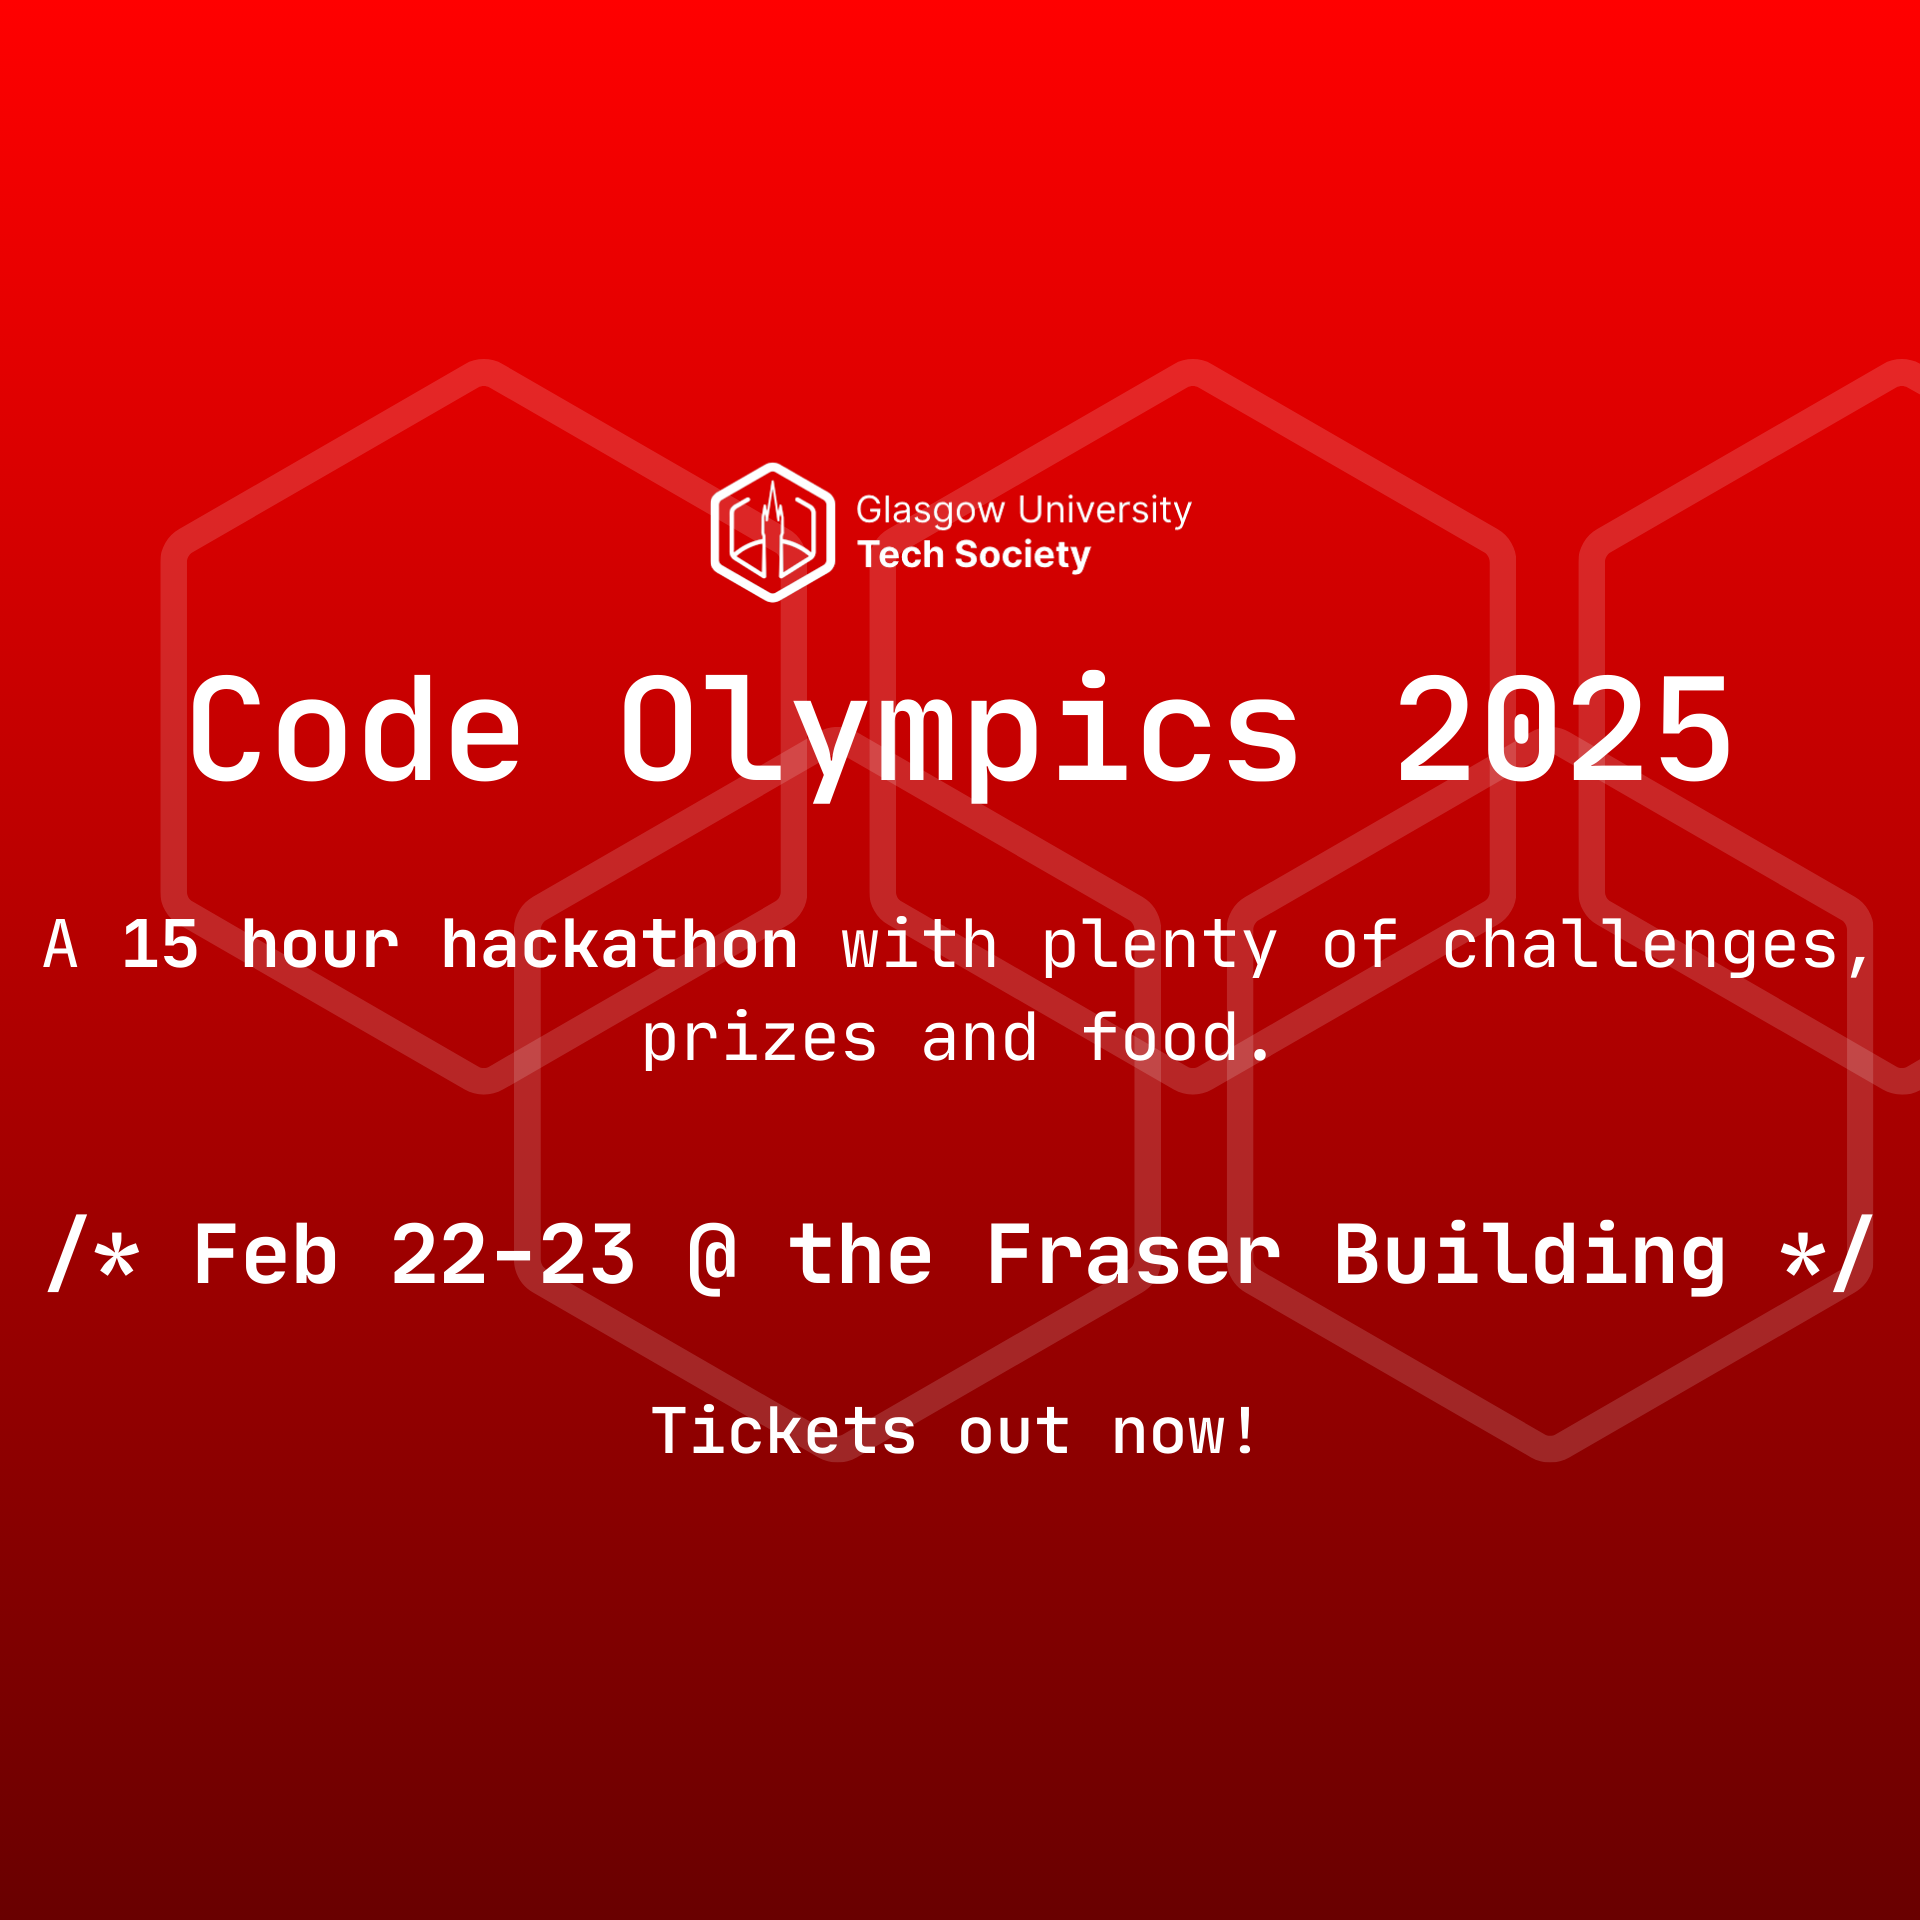 Glasgow University
Tech Society
Code Olympics 2025
A 15 hour hackathon with plenty of challenges,
prizes and food.
/* Feb 22-23 @ the Fraser Building */
Tickets out now!